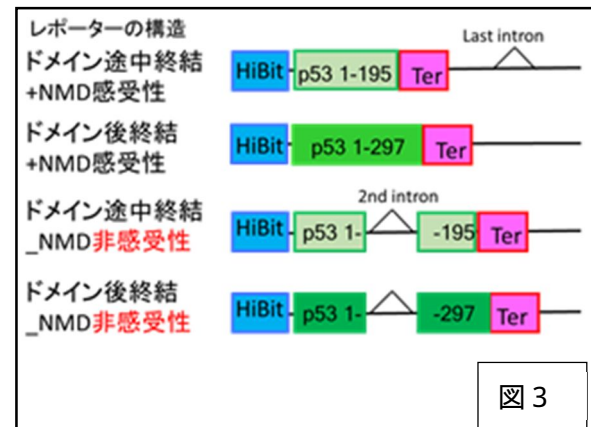 レポーターの構造
Last intron
ドメイン途中終結
+NMD感受性
HiBit p53 1-195 Ter
ドメイン後終結
+NMD感受性
HiBit p53 1-297 Ter
2nd intron
ドメイン途中終結
_NMD非感受性
HiBit p53 1- -195 Ter
ドメイン後終結
_NMD非感受性
HiBit p53 1- -297 Ter
図3